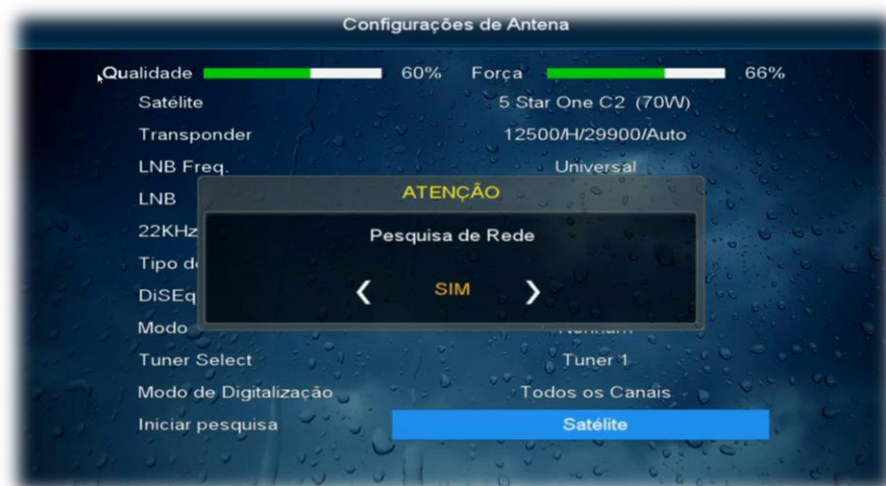 Configurações de Antena
Qualidade 60% Força 66%
Satélite 5 Star One C2 (70W)
Transponder 12500/H/29900/Auto
LNB Freq. Universal
LNB
ATENÇÃO
22KHz
Pesquisa de Rede
Tipo d
DiSEq
SIM
Modo
Tuner Select Tuner 1
Modo de Digitalização Todos os Canais
Iniciar pesquisa Satélite